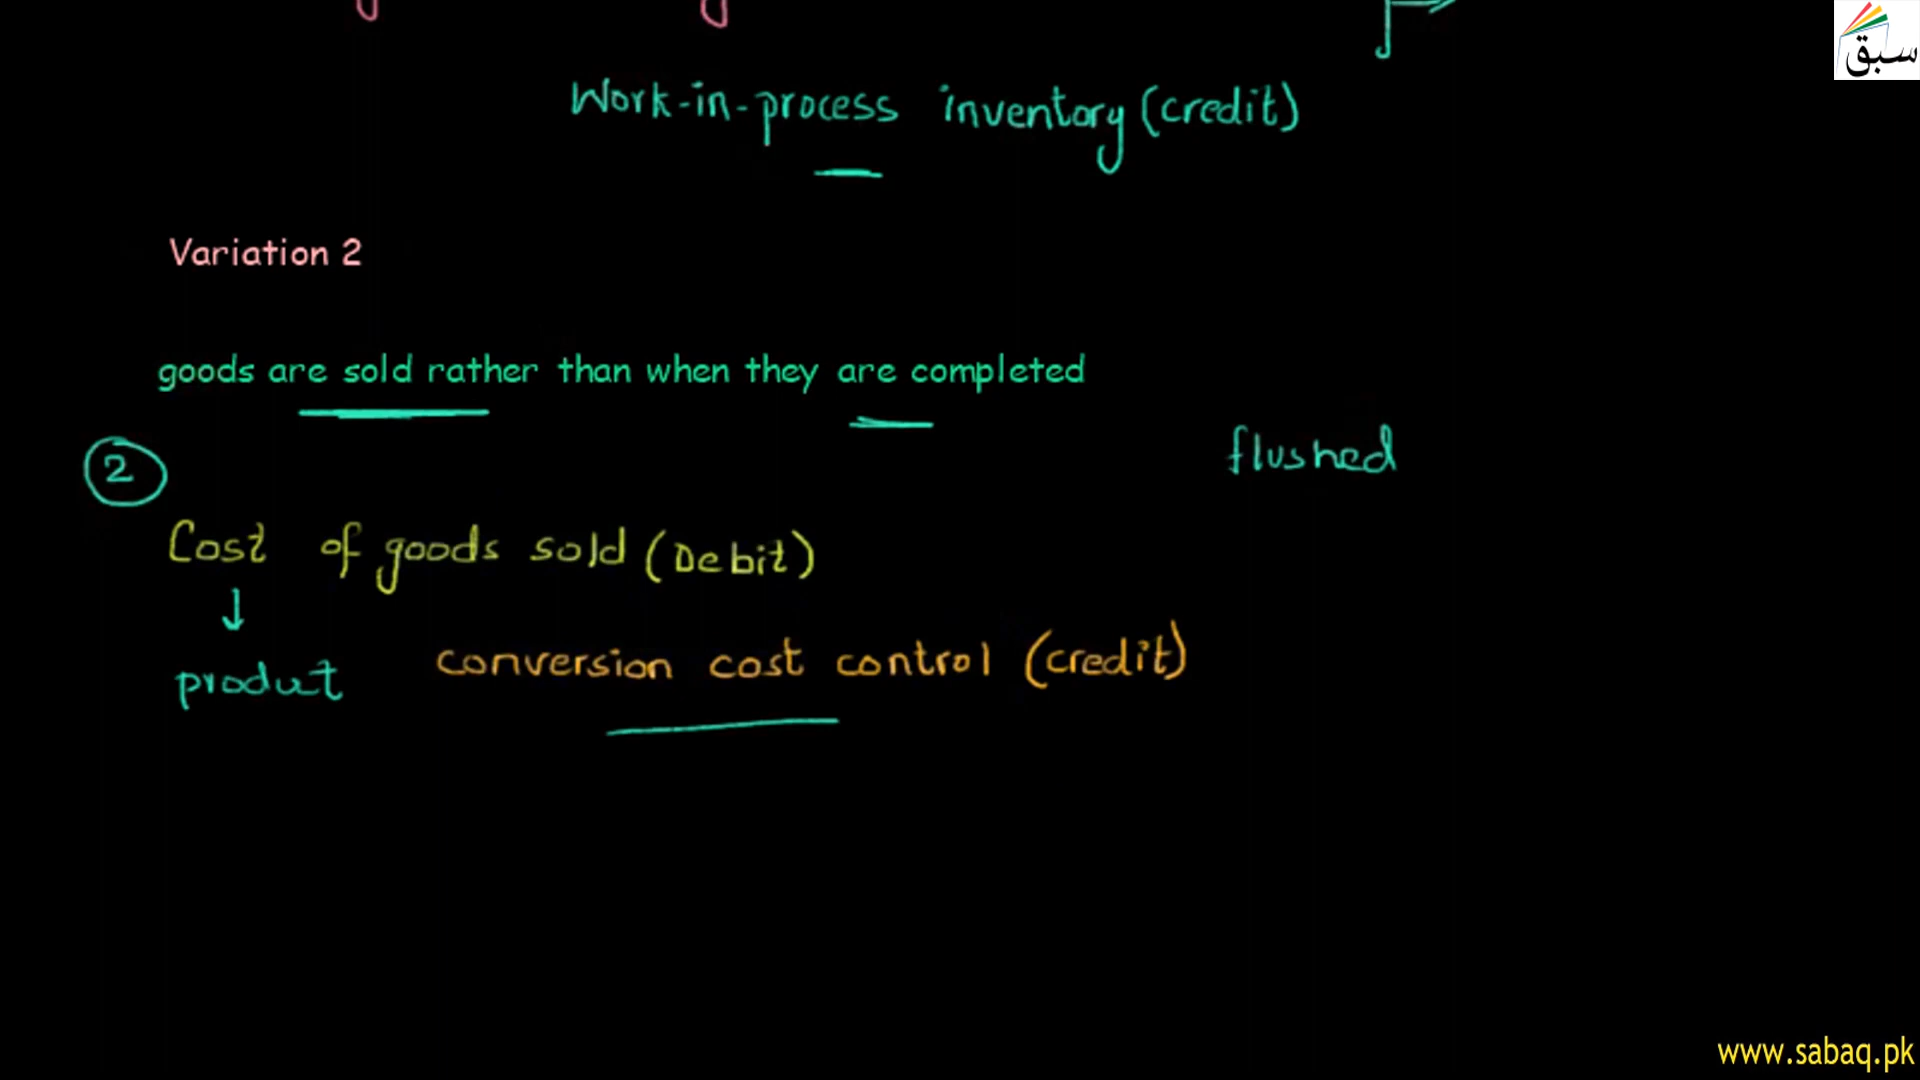 سبق
Work-in-process inventory (credit)
Variation 2
goods are sold rather than when they are completed
flushed
2
Cost of goods sold (Debit)
product
conversion cost control (credit)
www.sabaq.pk